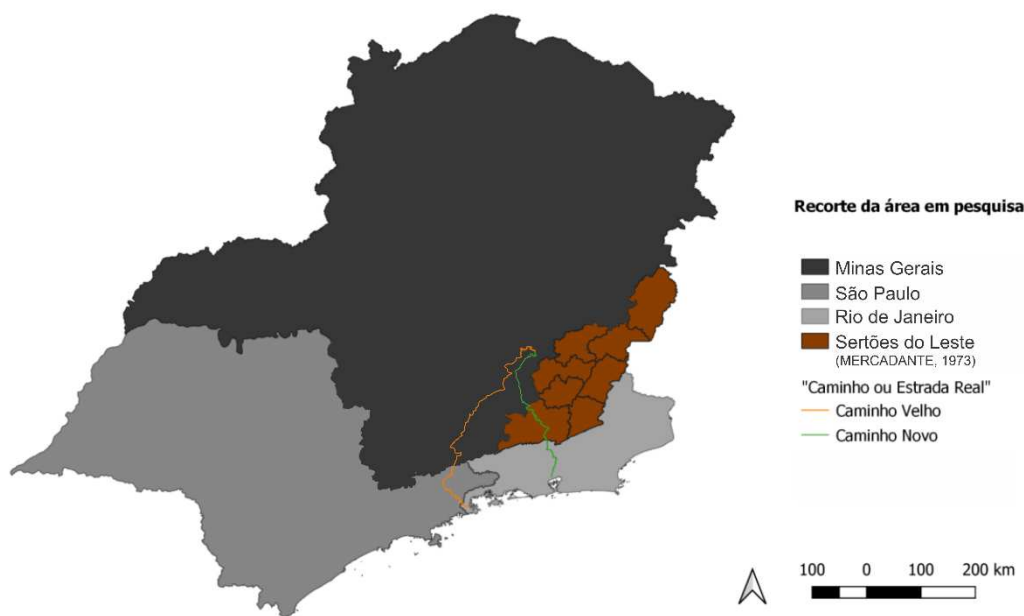 Recorte da área em pesquisa
Minas Gerais
São Paulo
Rio de Janeiro
Sertões do Leste
(MERCADANTE, 1973)
"Caminho ou Estrada Real"
Caminho Velho
Caminho Novo
100 0 100 200 km